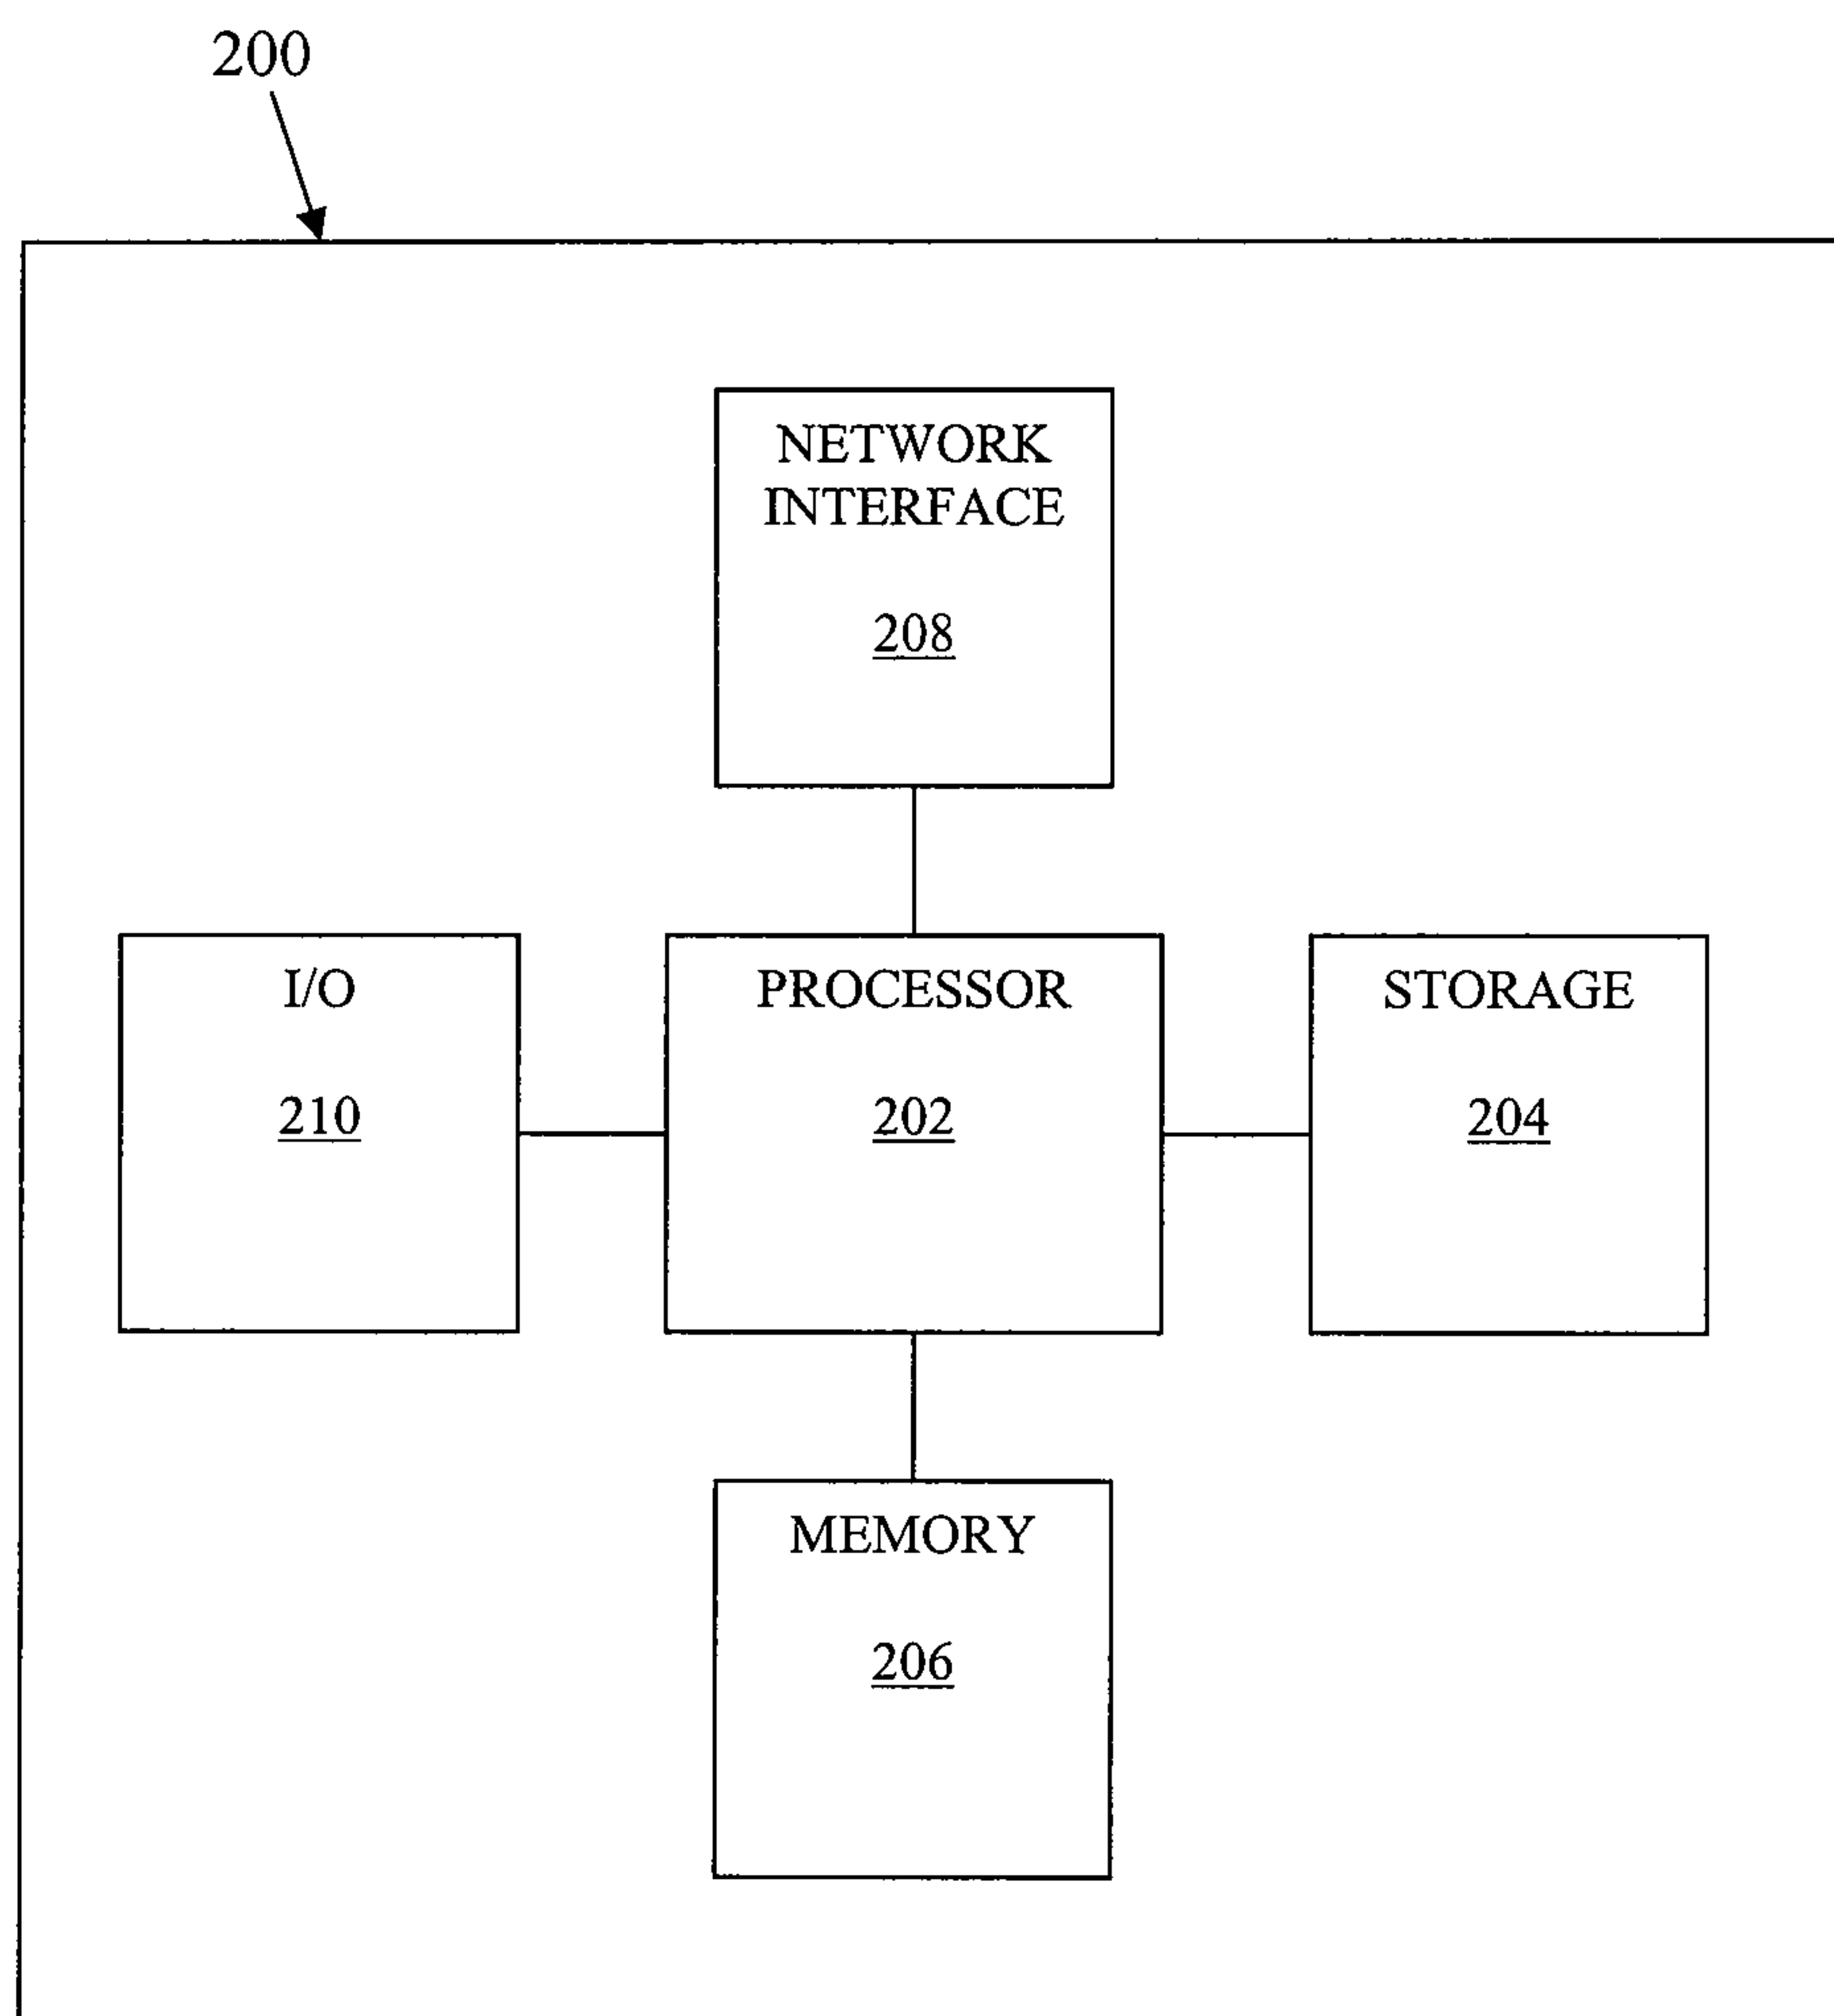 200
NETWORK
INTERFACE
208
I/O
210
PROCESSOR
202
STORAGE
204
MEMORY
206